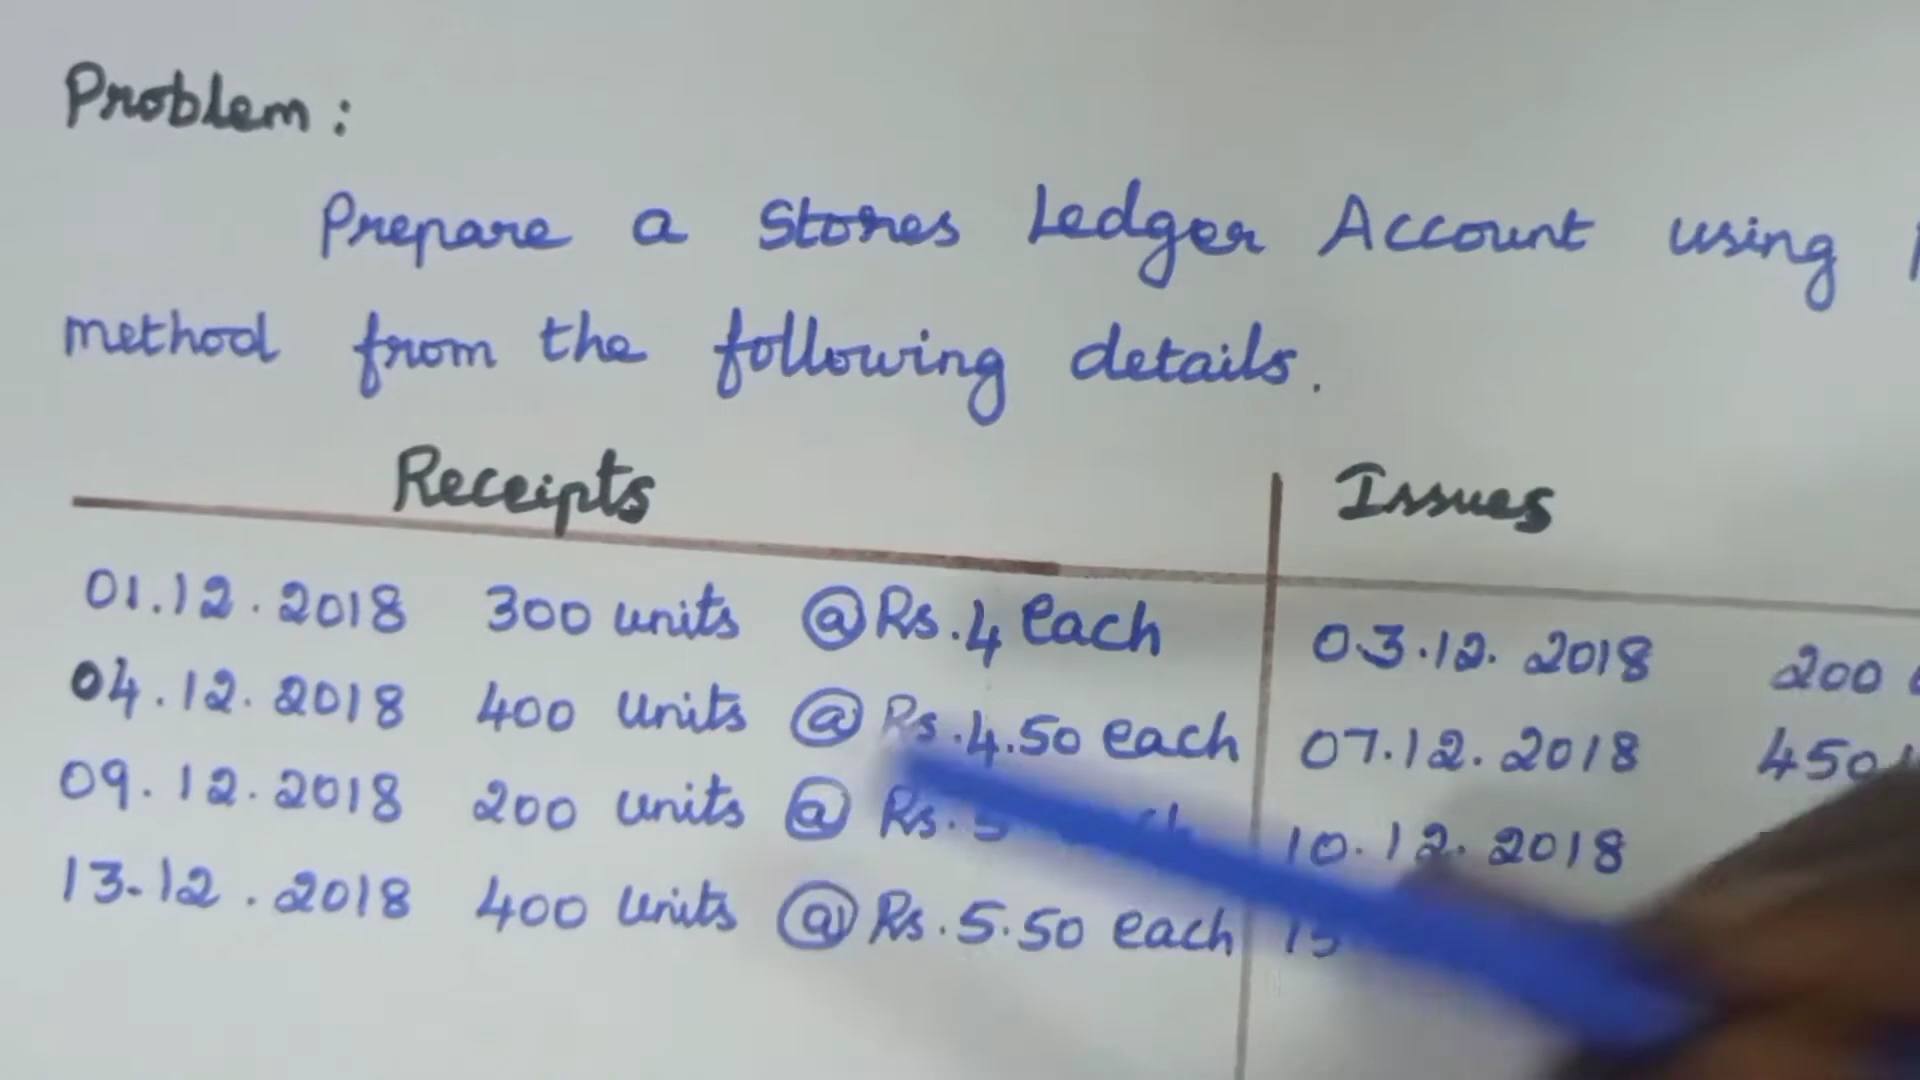 Problem:
Prepare a Stores Ledger Account using
method from the following details.
Receipts Issues
01.12.2018 300 units @ Rs.4 each 03.12.2018 200
04.12.2018 400 units @ Rs.4.50 each 07.12.2018 450
09.12.2018 200 units @ Rs.5 10.12.2018
13.12.2018 400 units @ Rs.5.50 each